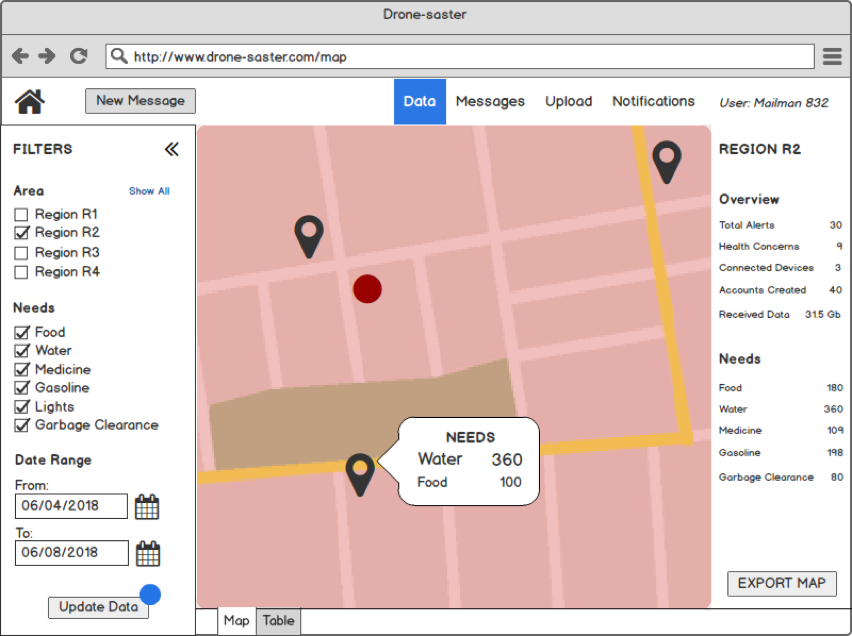 Drone-saster
http://www.drone-saster.com/map
New Message
Data
Messages
Upload
Notifications
User: Mailman 832
FILTERS
Area
Show All
Region R1
Region R2
Region R3
Region R4
Needs
Food
Water
Medicine
Gasoline
Lights
Garbage Clearance
Date Range
From:
06/04/2018
To:
06/08/2018
Update Data
NEEDS
Water 360
Food 100
Map
Table
REGION R2
Overview
Total Alerts 30
Health Concerns 9
Connected Devices 3
Accounts Created 40
Received Data 315 Gb
Needs
Food 180
Water 360
Medicine 109
Gasoline 198
Garbage Clearance 80
EXPORT MAP